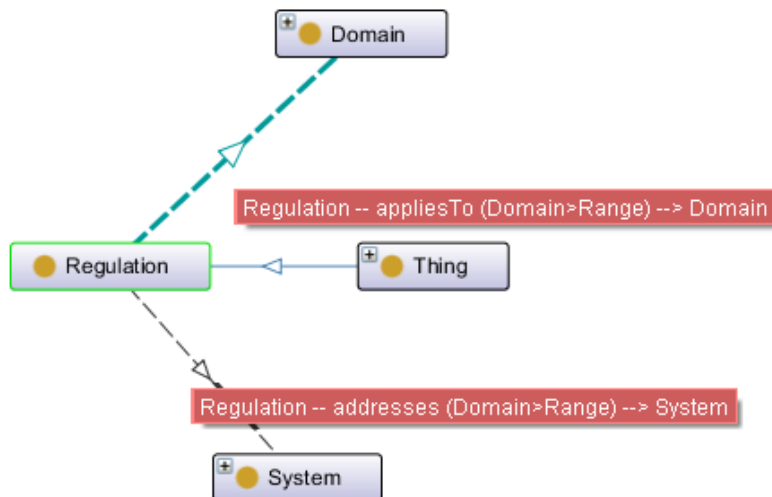 Domain
Regulation -- appliesTo (Domain>Range) --> Domain
Regulation
Thing
Regulation -- addresses (Domain>Range) --> System
System